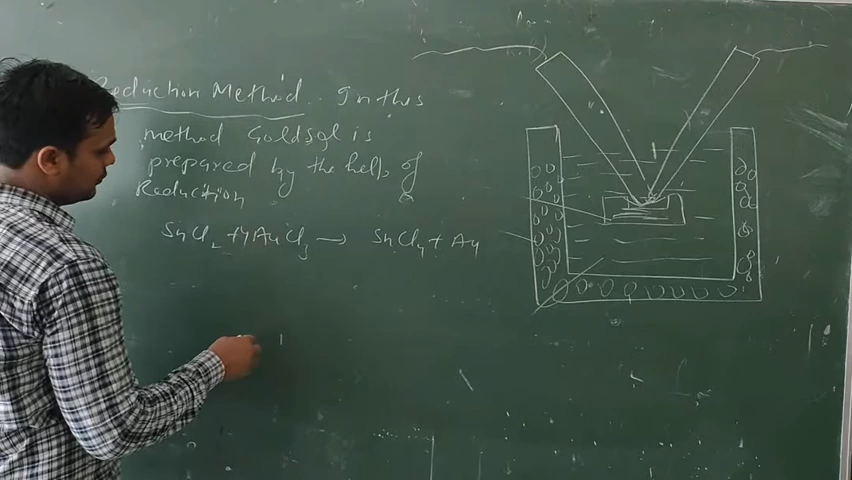 Reduction Method. In this
method Goldsol is
prepared by the help of
Reduction
SnCl2 + 4AuCl3 → SnCl4 + Au